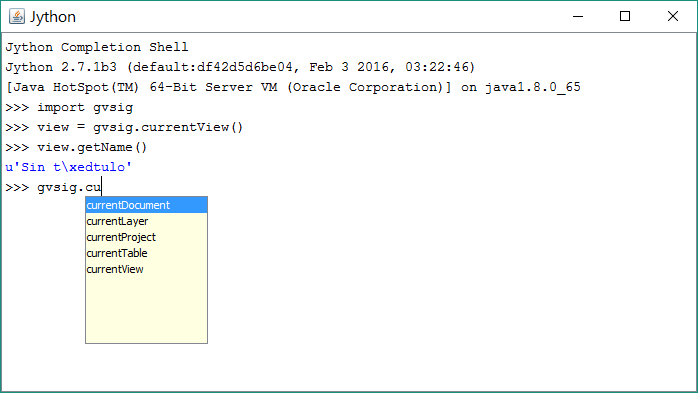 Jython
Jython Completion Shell
Jython 2.7.1b3 (default:df42d5d6be04, Feb 3 2016, 03:22:46)
[Java HotSpot(TM) 64-Bit Server VM (Oracle Corporation)] on java1.8.0_65
>>> import gvsig
>>> view = gvsig.currentView()
>>> view.getName()
u'Sin t\xedtulo'
>>> gvsig.cu
currentDocument
currentLayer
currentProject
currentTable
currentView